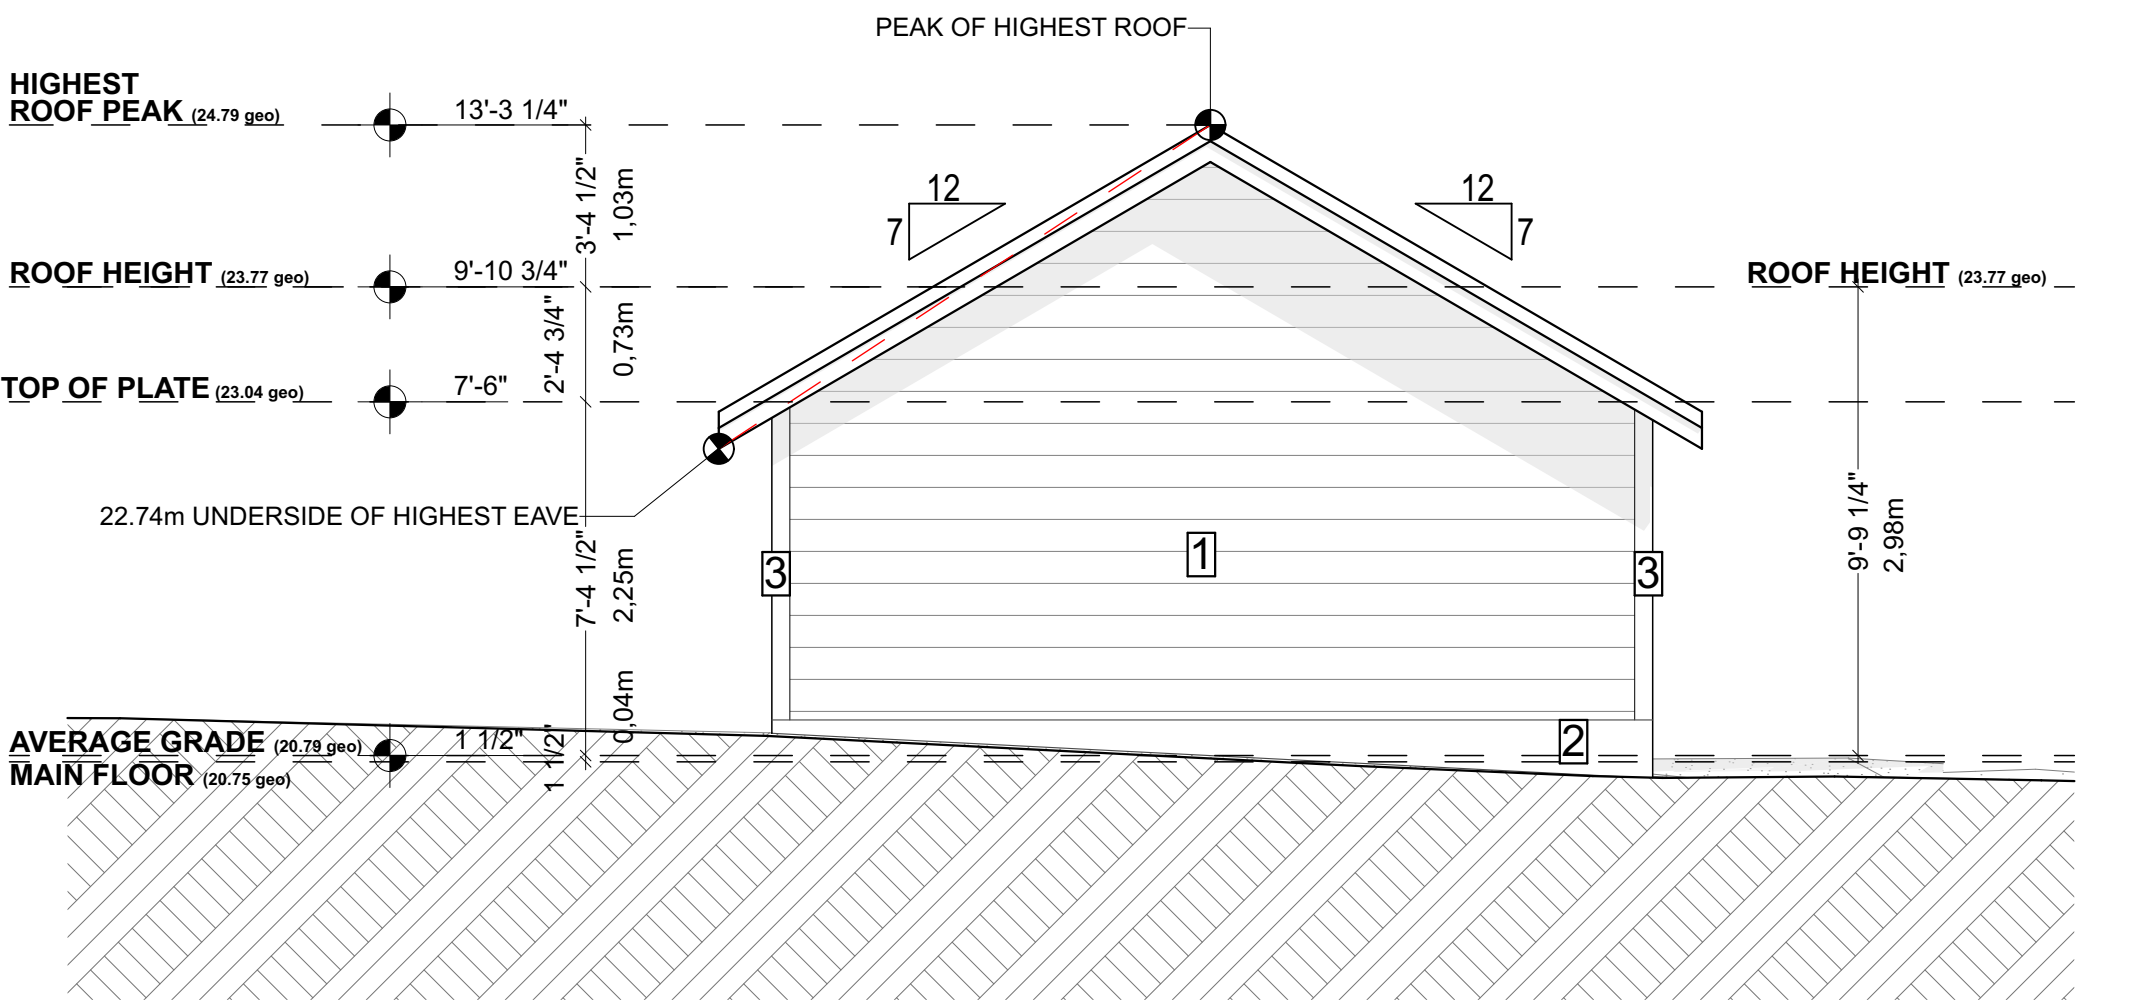 PEAK OF HIGHEST ROOF
HIGHEST
ROOF PEAK (24.79 geo)
13'-3 1/4"
3'-4 1/2"
1,03m
12
7
12
7
ROOF HEIGHT (23.77 geo)
9'-10 3/4"
ROOF HEIGHT (23.77 geo)
2'-4 3/4"
0,73m
TOP OF PLATE (23.04 geo)
7'-6"
22.74m UNDERSIDE OF HIGHEST EAVE
7'-4 1/2"
2,25m
9'-9 1/4"
2,98m
1
3
3
0,04m
AVERAGE GRADE (20.79 geo)
1 1/2"
1 1/2"
2
MAIN FLOOR (20.75 geo)